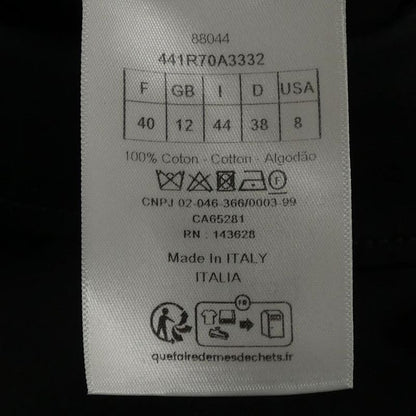 88044
441R70A3332
F GB I D USA
40 12 44 38 8
100% Coton - Cotton - Algodão
F
CNPJ 02-046-366/0003-99
CA65281
RN : 143628
Made In ITALY
ITALIA
FR
quefairedemesdechets.fr